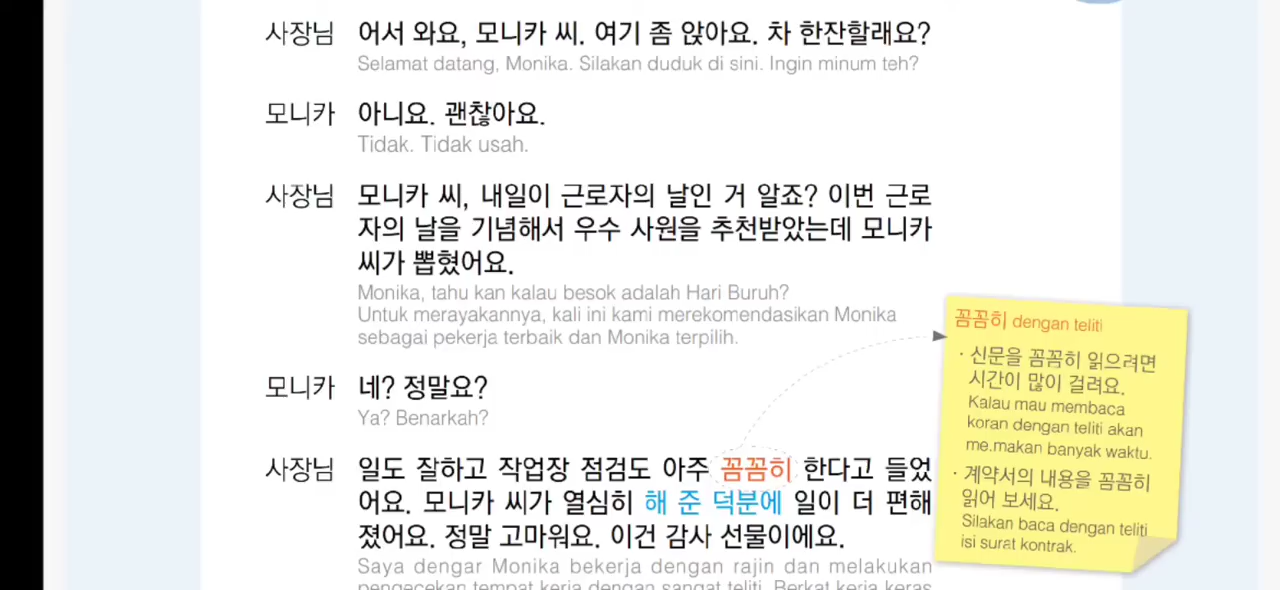 사장님 어서 와요, 모니카 씨. 여기 좀 앉아요. 차 한잔할래요?
Selamat datang, Monika. Silakan duduk di sini. Ingin minum teh?
모니카 아니요. 괜찮아요.
Tidak. Tidak usah.
사장님 모니카 씨, 내일이 근로자의 날인 거 알죠? 이번 근로
자의 날을 기념해서 우수 사원을 추천받았는데 모니카
씨가 뽑혔어요.
Monika, tahu kan kalau besok adalah Hari Buruh?
Untuk merayakannya, kali ini kami merekomendasikan Monika
sebagai pekerja terbaik dan Monika terpilih.
모니카 네? 정말요?
Ya? Benarkah?
사장님 일도 잘하고 작업장 점검도 아주 꼼꼼히 한다고 들었
어요. 모니카 씨가 열심히 해 준 덕분에 일이 더 편해
졌어요. 정말 고마워요. 이건 감사 선물이에요.
Saya dengar Monika bekerja dengan rajin dan melakukan
pengecekan tempat kerja dengan sangat teliti. Berkat kerja keras
꼼꼼히 dengan teliti
· 신문을 꼼꼼히 읽으려면
시간이 많이 걸려요.
Kalau mau membaca
koran dengan teliti akan
me.makan banyak waktu.
· 계약서의 내용을 꼼꼼히
읽어 보세요.
Silakan baca dengan teliti
isi surat kontrak.